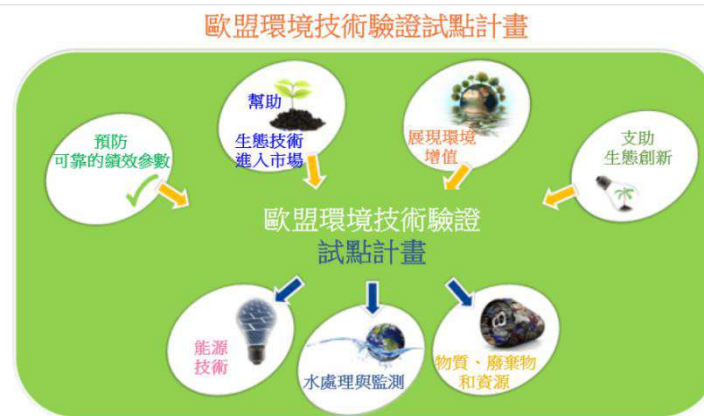 歐盟環境技術驗證試點計畫
預防
可靠的績效參數
幫助
生態技術
進入市場
展現環境
增值
支助
生態創新
歐盟環境技術驗證
試點計畫
能源
技術
水處理與監測
物質、廢棄物
和資源